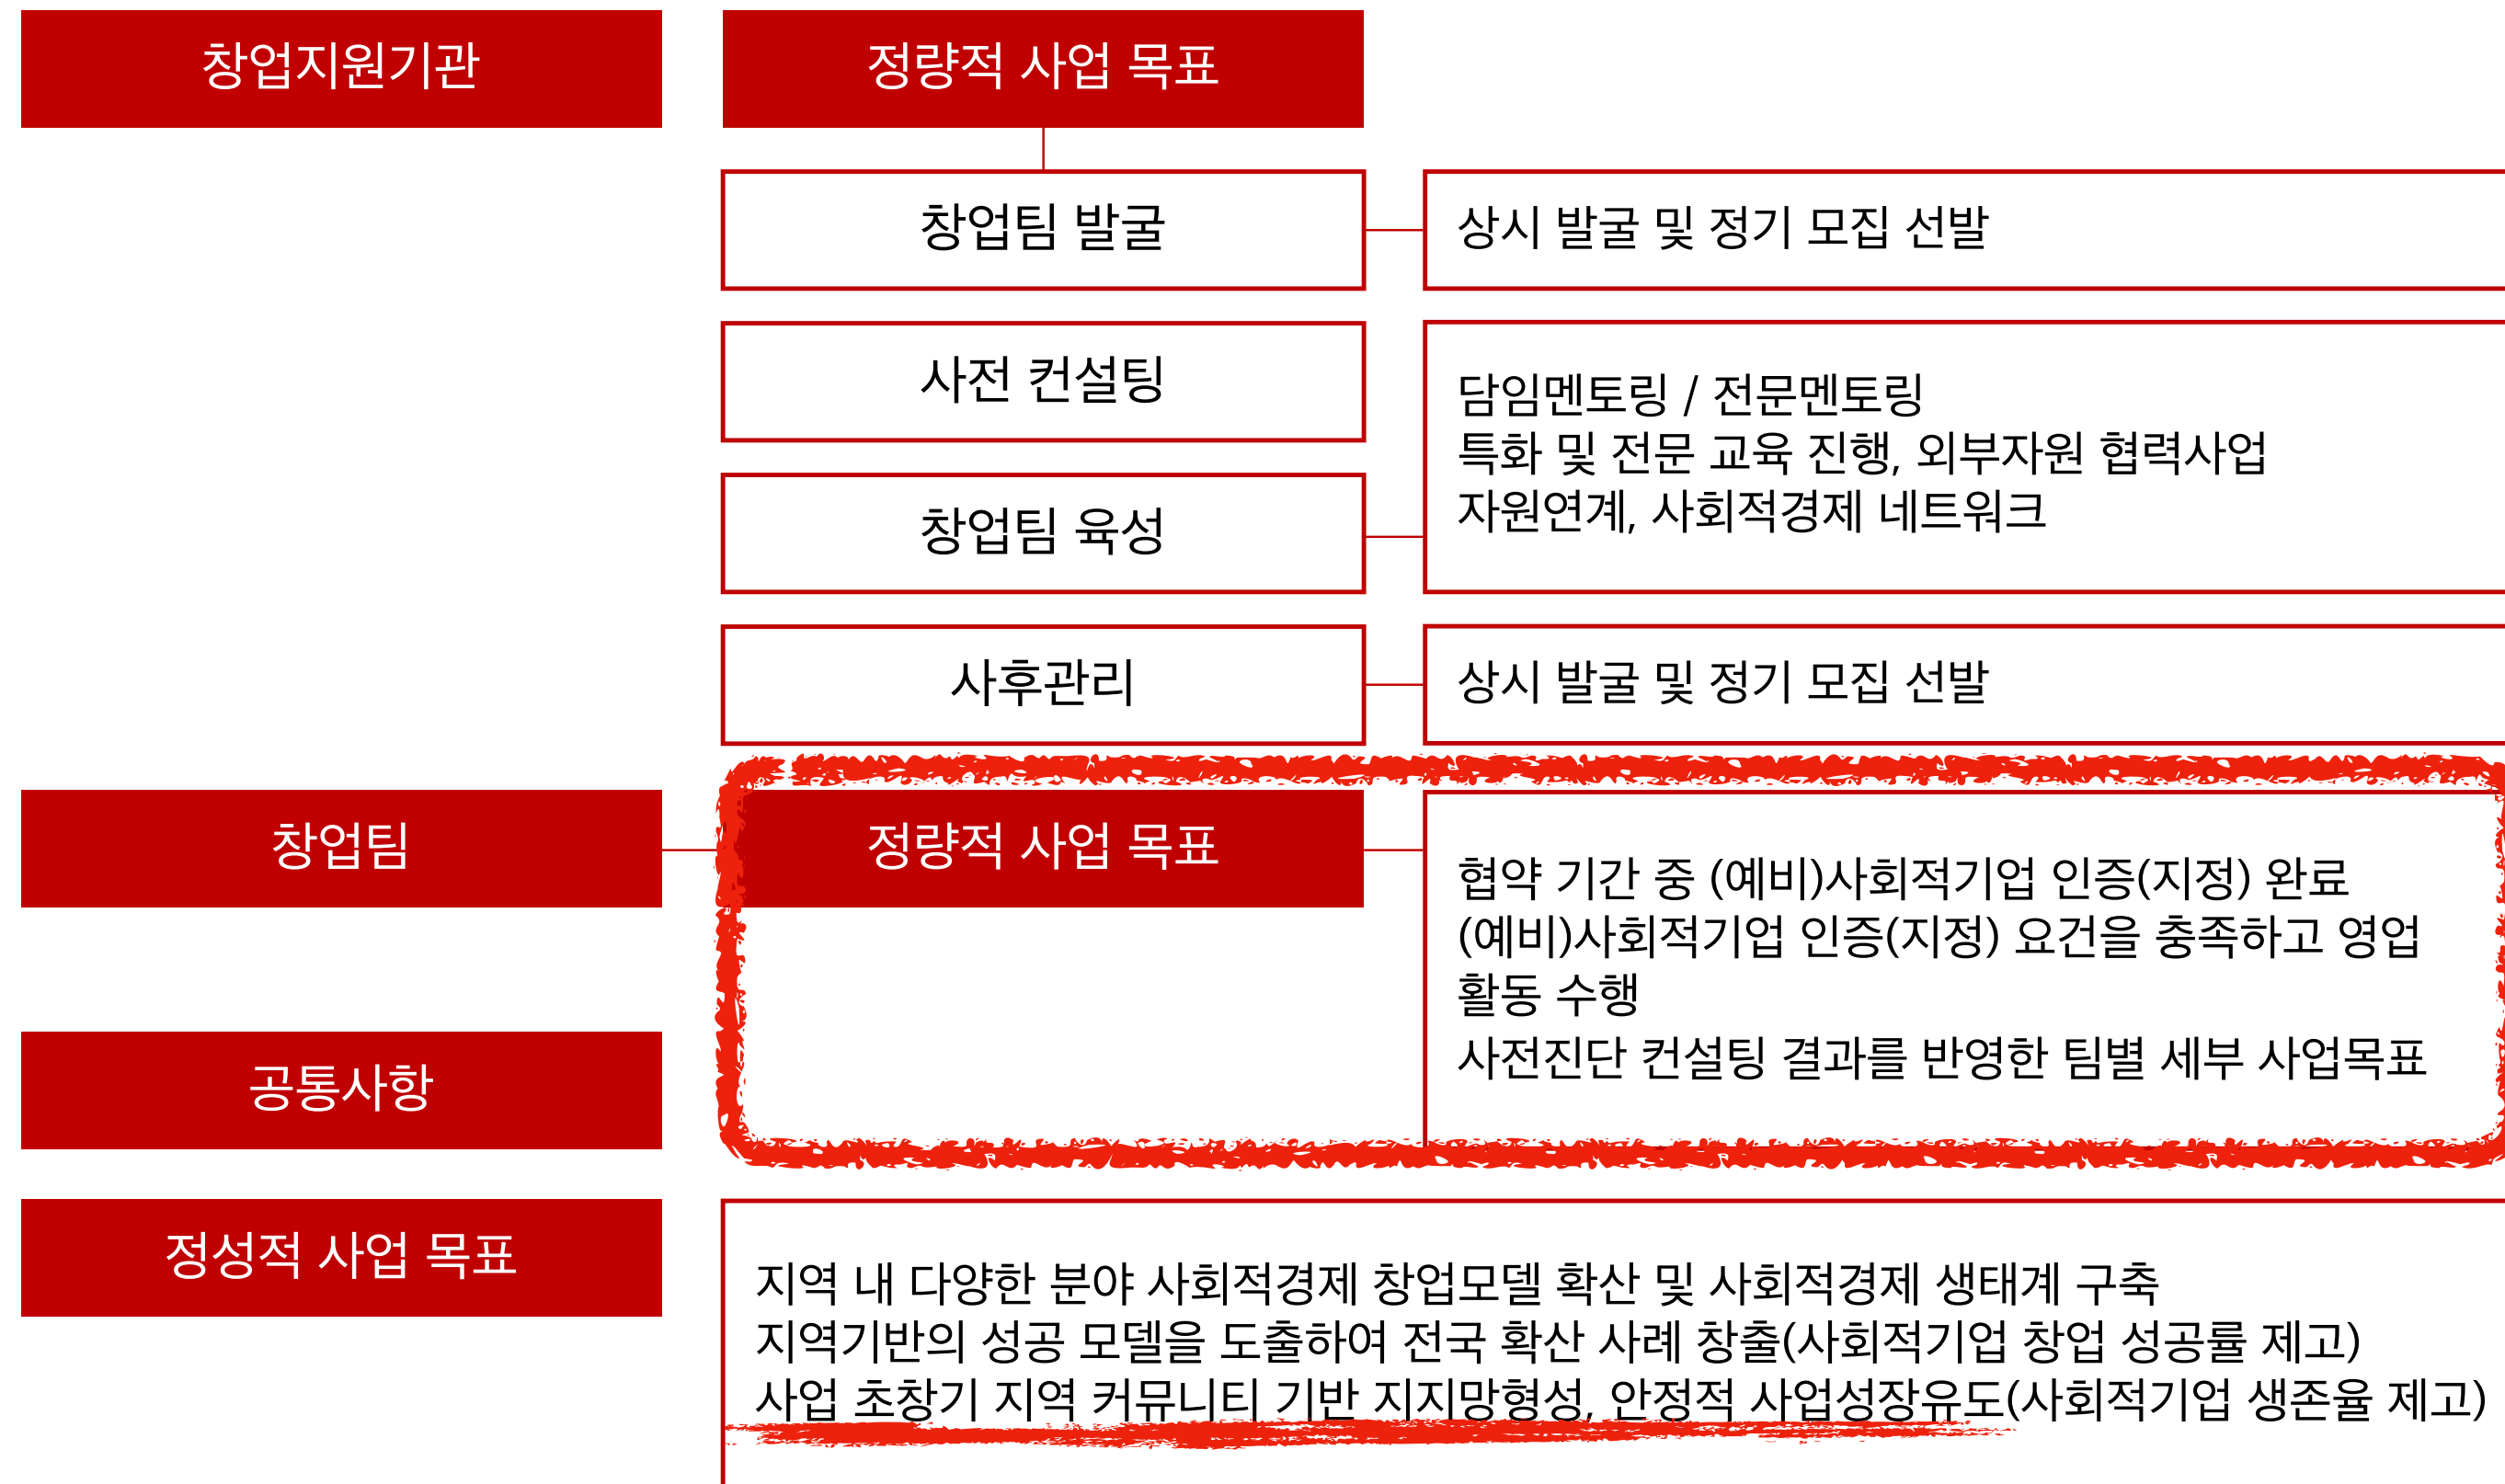 창업지원기관
정량적 사업 목표
창업팀 발굴
상시 발굴 및 정기 모집 선발
사전 컨설팅
담임멘토링 / 전문멘토링
특화 및 전문 교육 진행, 외부자원 협력사업
자원연계, 사회적경제 네트워크
창업팀 육성
사후관리
상시 발굴 및 정기 모집 선발
창업팀
정량적 사업 목표
협약 기간 중 (예비)사회적기업 인증(지정) 완료
(예비)사회적기업 인증(지정) 요건을 충족하고 영업
활동 수행
사전진단 컨설팅 결과를 반영한 팀별 세부 사업목표
공통사항
정성적 사업 목표
지역 내 다양한 분야 사회적경제 창업모델 확산 및 사회적경제 생태계 구축
지역기반의 성공 모델을 도출하여 전국 확산 사례 창출(사회적기업 창업 성공률 제고)
사업 초창기 지역 커뮤니티 기반 지지망형성, 안정적 사업성장유도(사회적기업 생존율 제고)